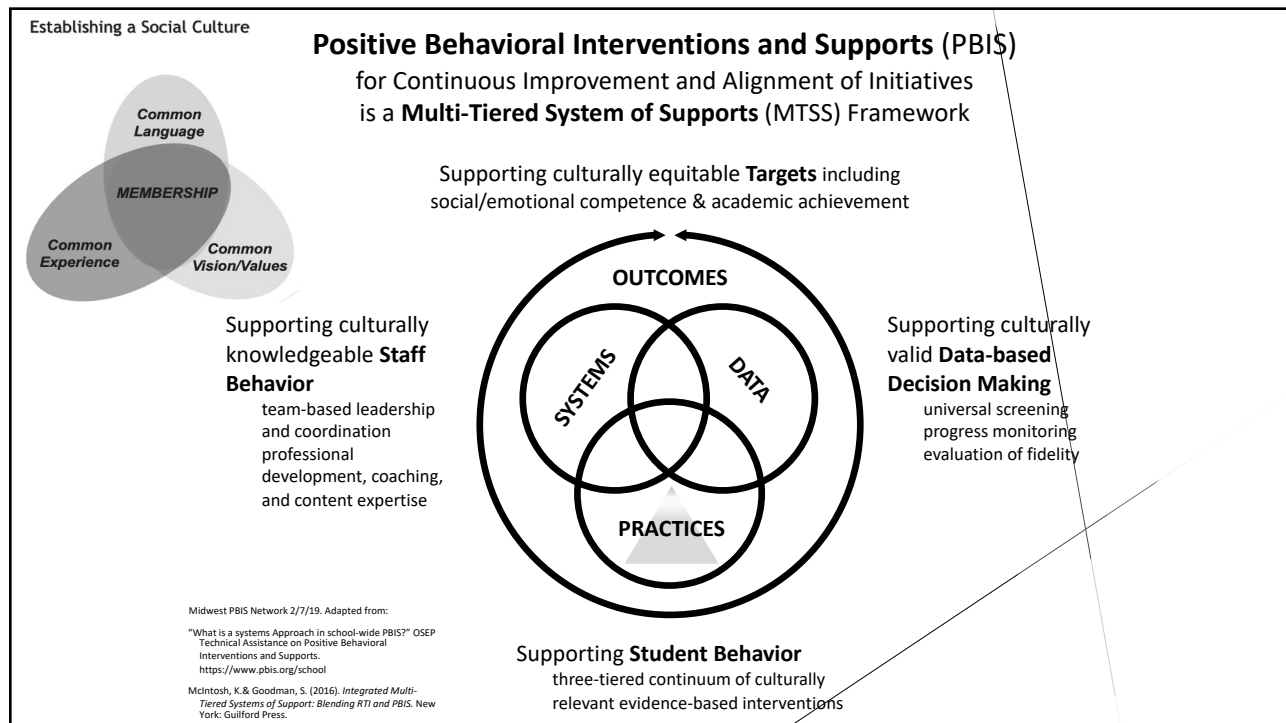 Establishing a Social Culture
Positive Behavioral Interventions and Supports (PBIS)
for Continuous Improvement and Alignment of Initiatives
is a Multi-Tiered System of Supports (MTSS) Framework
Common
Language
MEMBERSHIP
Common
Experience
Common
Vision/Values
Supporting culturally equitable Targets including
social/emotional competence & academic achievement
OUTCOMES
SYSTEMS
DATA
PRACTICES
Supporting culturally
knowledgeable Staff
Behavior
team-based leadership
and coordination
professional
development, coaching,
and content expertise
Supporting culturally
valid Data-based
Decision Making
universal screening
progress monitoring
evaluation of fidelity
Midwest PBIS Network 2/7/19. Adapted from:
“What is a systems Approach in school-wide PBIS?” OSEP
Technical Assistance on Positive Behavioral
Interventions and Supports.
https://www.pbis.org/school
McIntosh, K.& Goodman, S. (2016). Integrated Multi-
Tiered Systems of Support: Blending RTI and PBIS. New
York: Guilford Press.
Supporting Student Behavior
three-tiered continuum of culturally
relevant evidence-based interventions